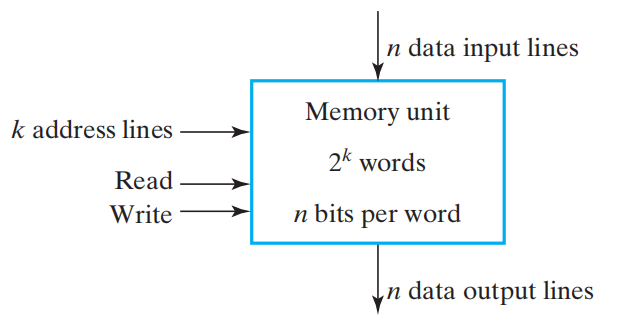 n data input lines
Memory unit
k address lines
2^k words
Read
Write
n bits per word
n data output lines